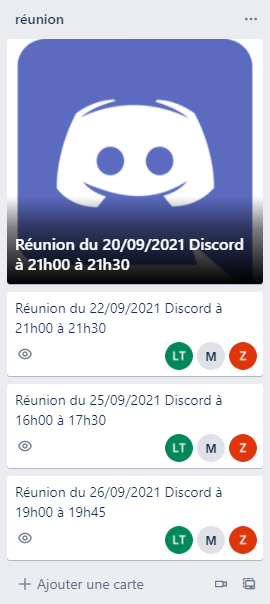 réunion
Réunion du 20/09/2021 Discord
à 21h00 à 21h30
Réunion du 22/09/2021 Discord à
21h00 à 21h30
LT M Z
Réunion du 25/09/2021 Discord à
16h00 à 17h30
LT M Z
Réunion du 26/09/2021 Discord à
19h00 à 19h45
LT M Z
Ajouter une carte